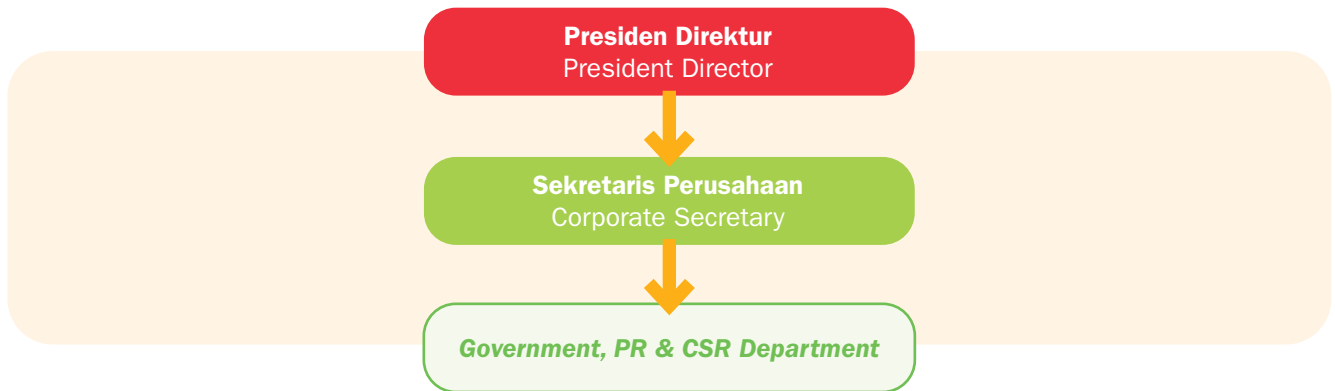 Presiden Direktur
President Director
Sekretaris Perusahaan
Corporate Secretary
Government, PR & CSR Department